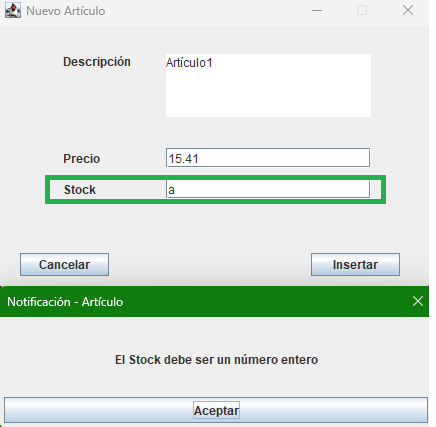 Nuevo Artículo
Descripción
Artículo1
Precio
15.41
Stock
a
Cancelar
Insertar
Notificación - Artículo
El Stock debe ser un número entero
Aceptar